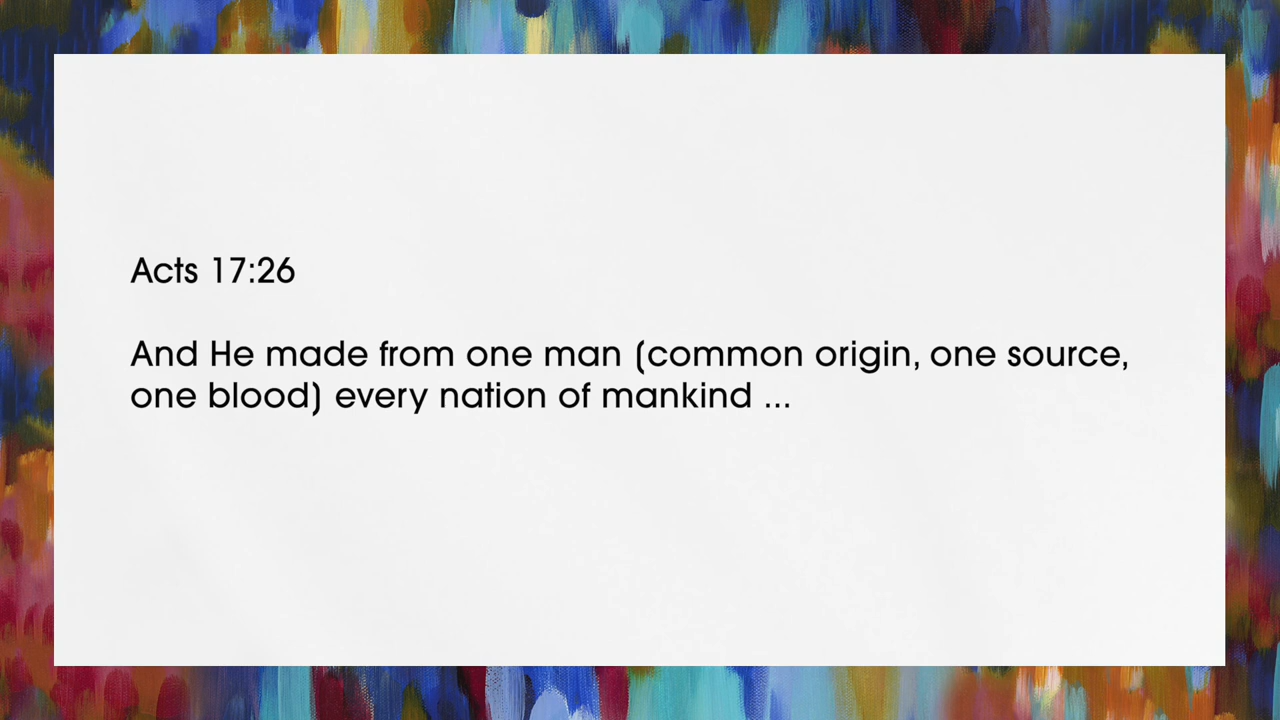 Acts 17:26
And He made from one man (common origin, one source,
one blood) every nation of mankind ...